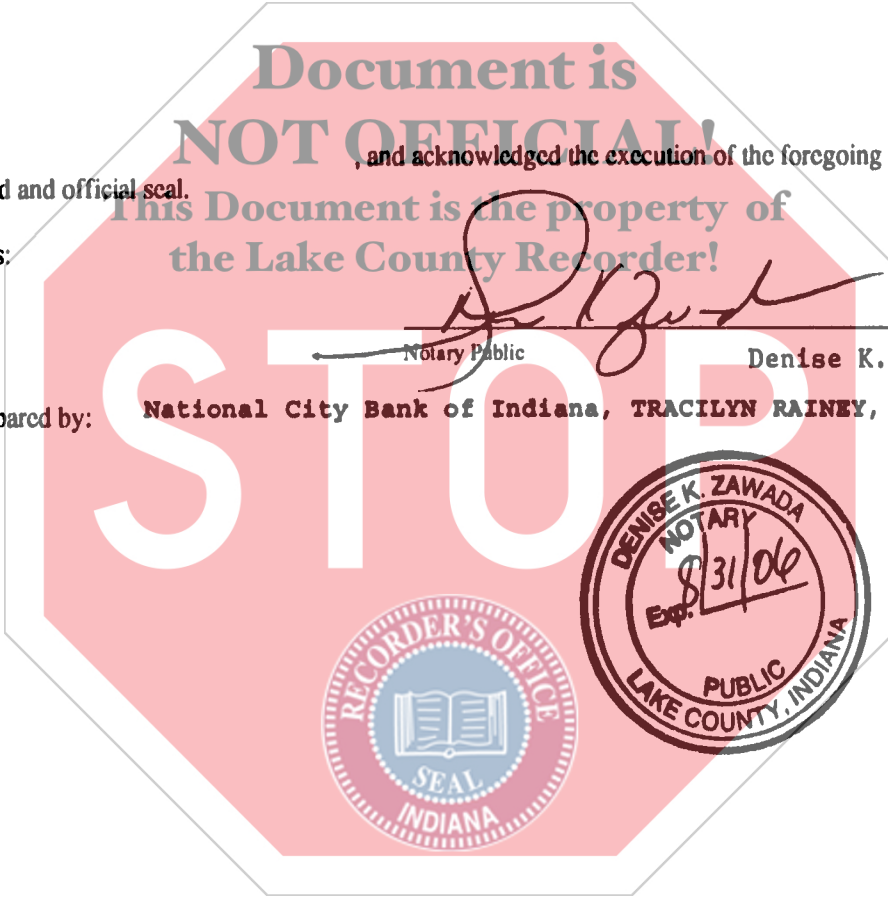 Document is
NOT OFFICIAL!
, and acknowledged the execution of the foregoing
d and official seal.
This Document is the property of
s:
the Lake County Recorder!
Notary Public
Denise K.
pared by: National City Bank of Indiana, TRACILYN RAINEY,
STOP
DENISE K. ZAWADA
NOTARY
Exp. 8/31/06
PUBLIC
LAKE COUNTY, INDIANA
RECORDER'S OFFICE
SEAL
INDIANA